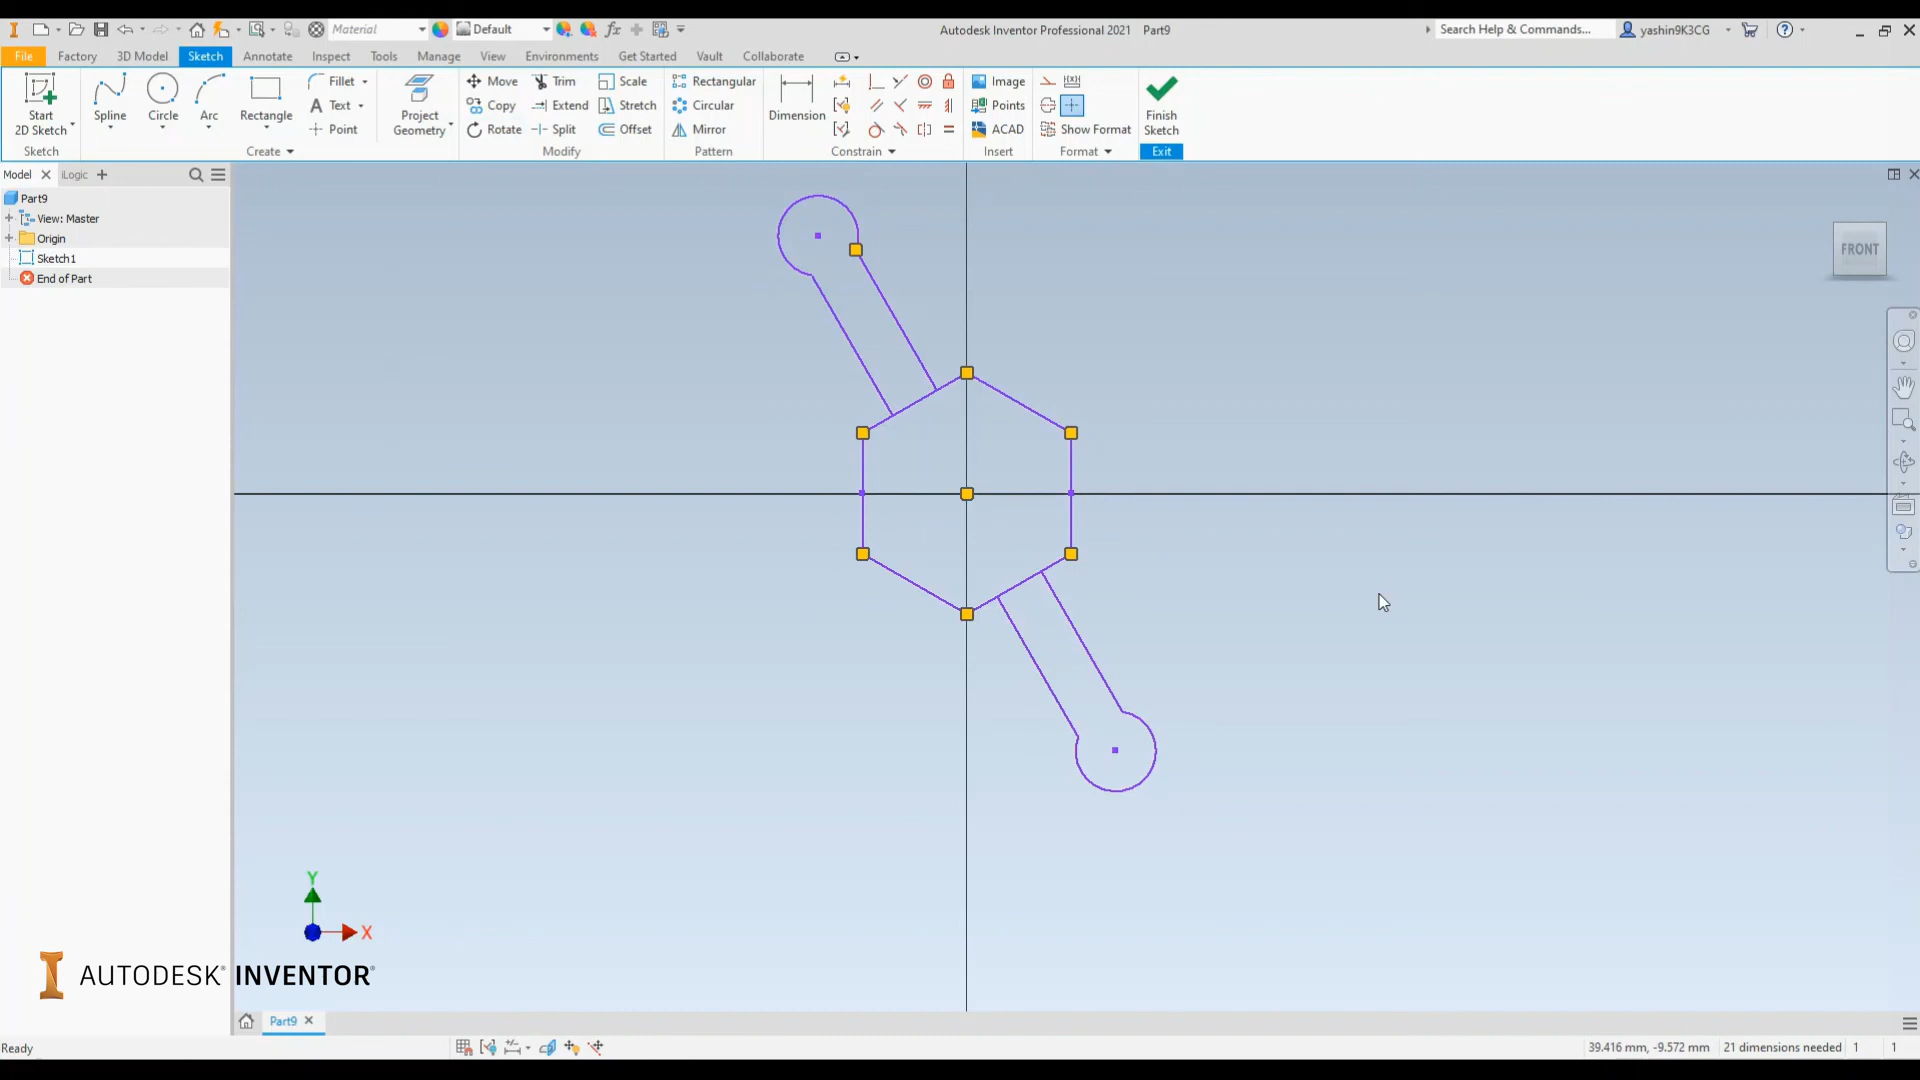 Material
Default
Autodesk Inventor Professional 2021 Part9
Search Help & Commands...
yashin9K3CG
File Factory 3D Model Sketch Annotate Inspect Tools Manage View Environments Get Started Vault Collaborate
Start
2D Sketch
Spline
Circle
Arc
Rectangle
Fillet
Text
Point
Project
Geometry
Move
Copy
Rotate
Trim
Extend
Split
Scale
Stretch
Offset
Rectangular
Circular
Mirror
Dimension
Image
Points
ACAD
Show Format
Finish
Sketch
Sketch Create Modify Pattern Constrain Insert Format Exit
Model iLogic
Part9
View: Master
Origin
Sketch1
End of Part
FRONT
Y
X
AUTODESK® INVENTOR®
Part9
Ready
39.416 mm, -9.572 mm 21 dimensions needed 1 1